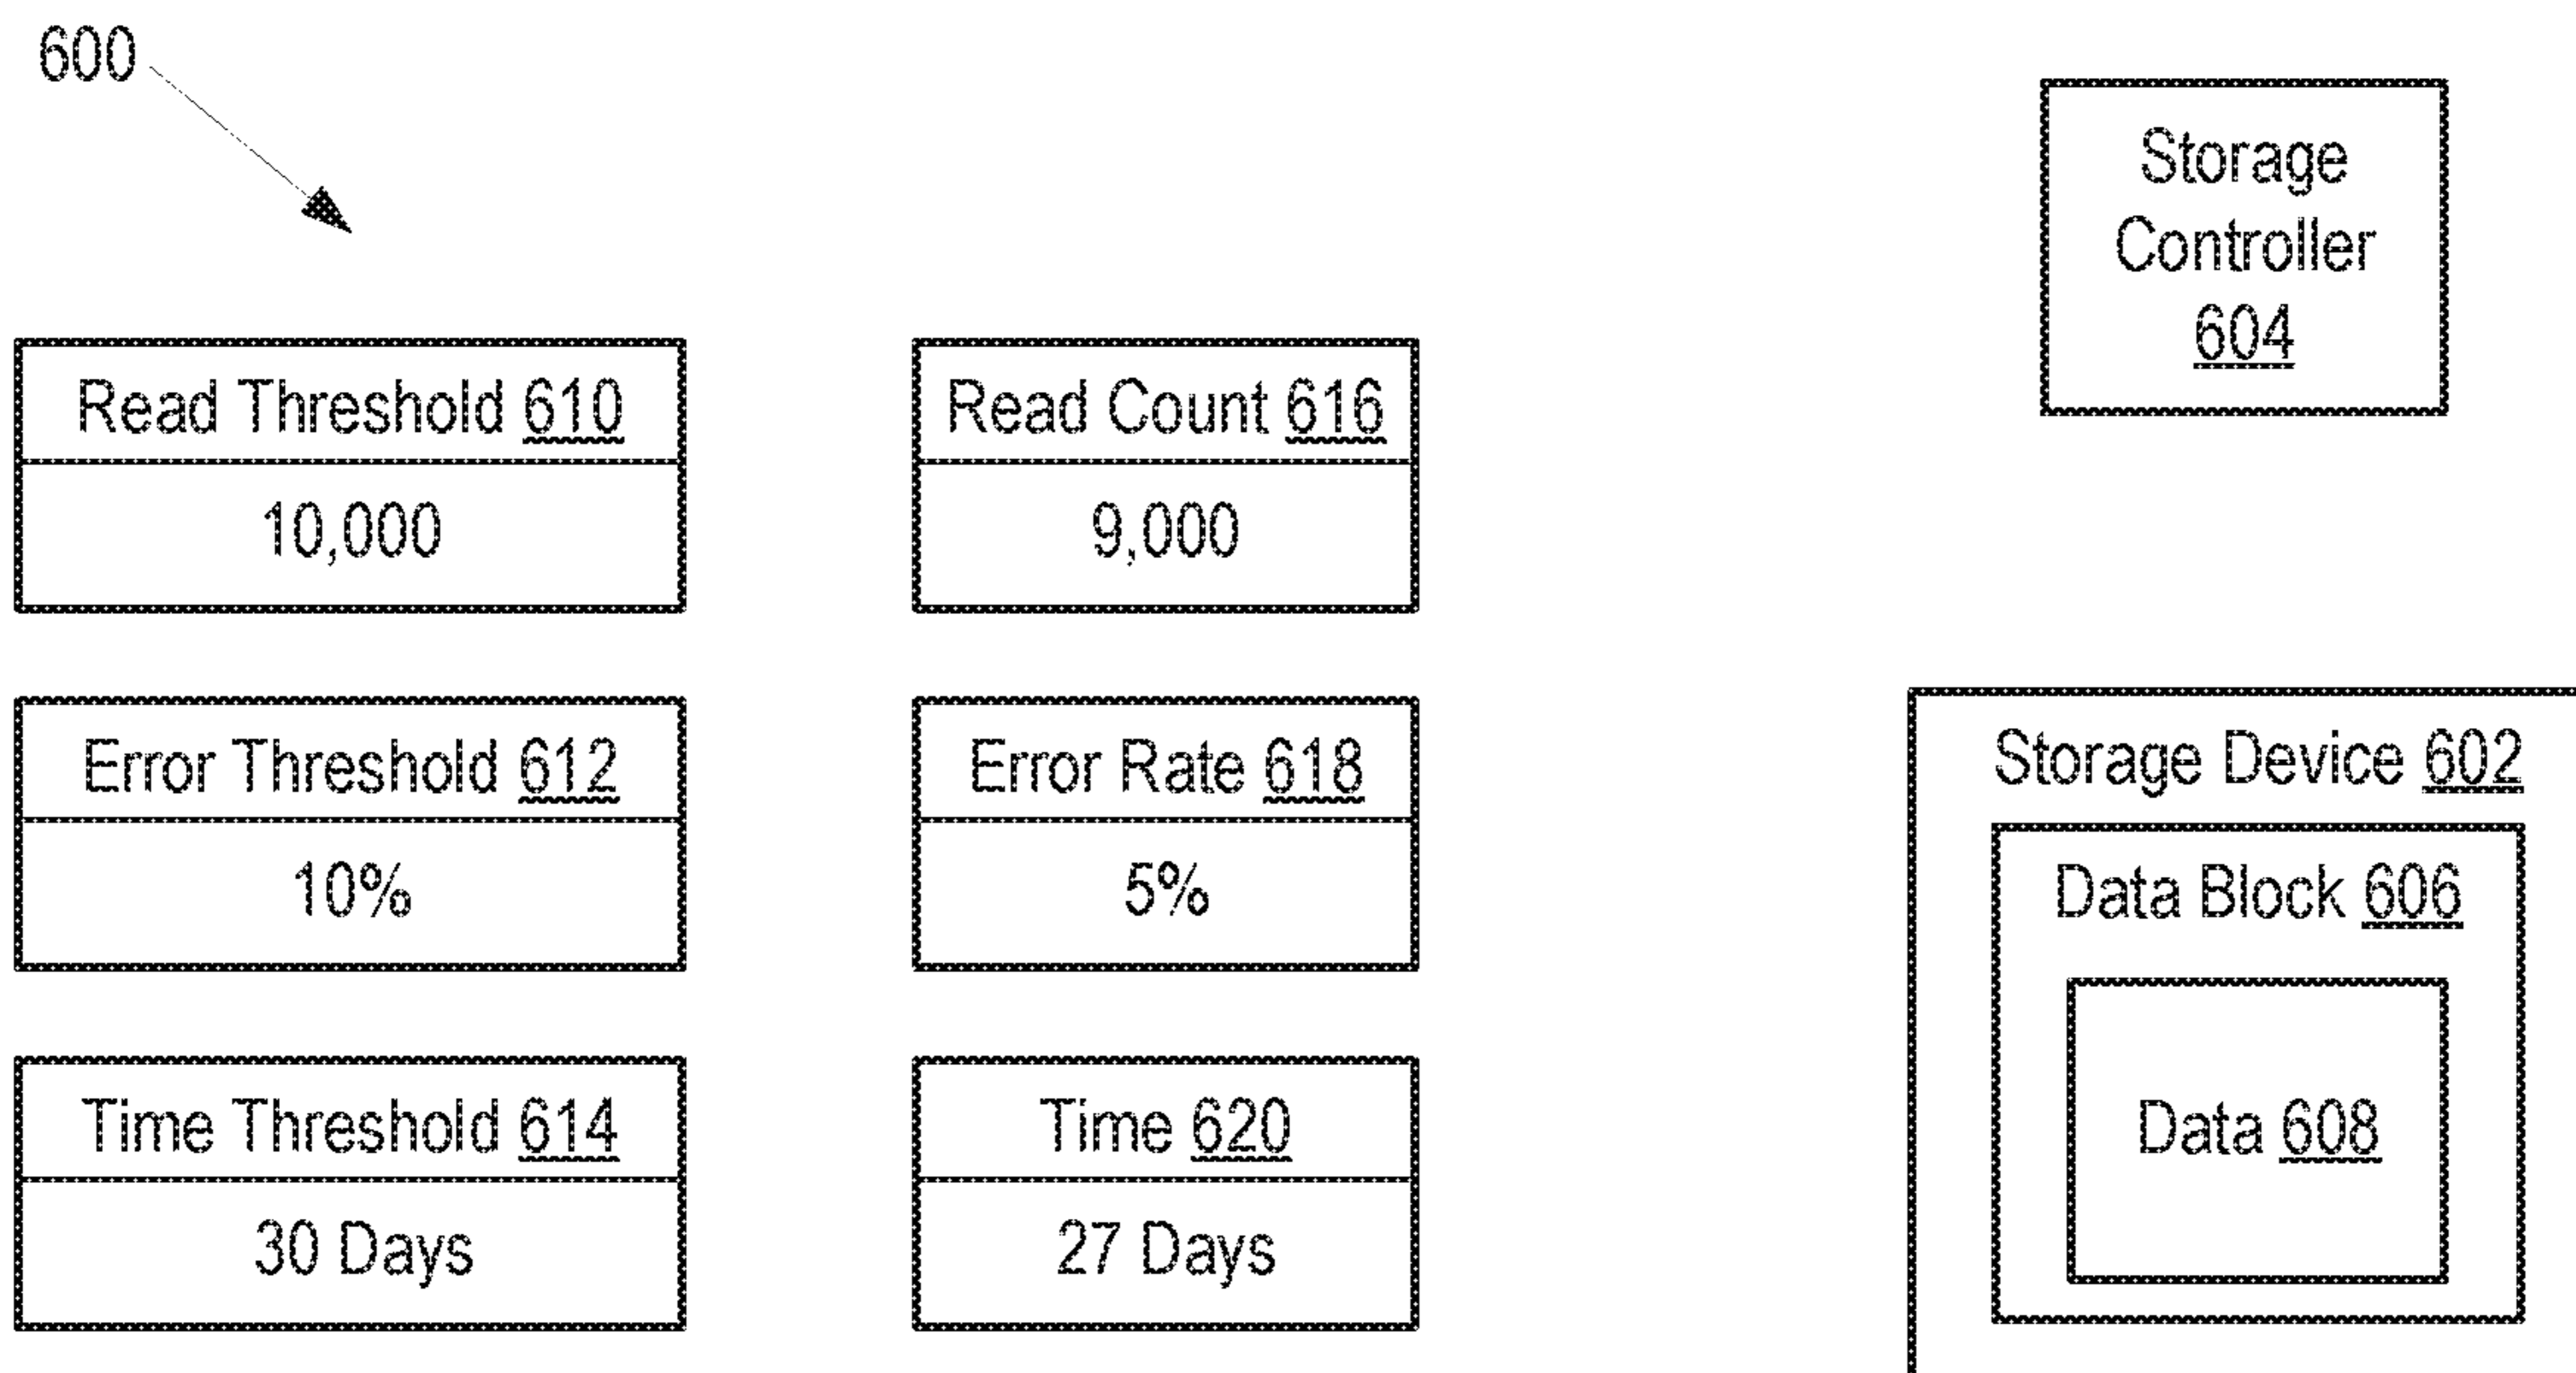 600
Storage
Controller
604
Read Threshold 610
10,000
Read Count 616
9,000
Error Threshold 612
10%
Error Rate 618
5%
Time Threshold 614
30 Days
Time 620
27 Days
Storage Device 602
Data Block 606
Data 608